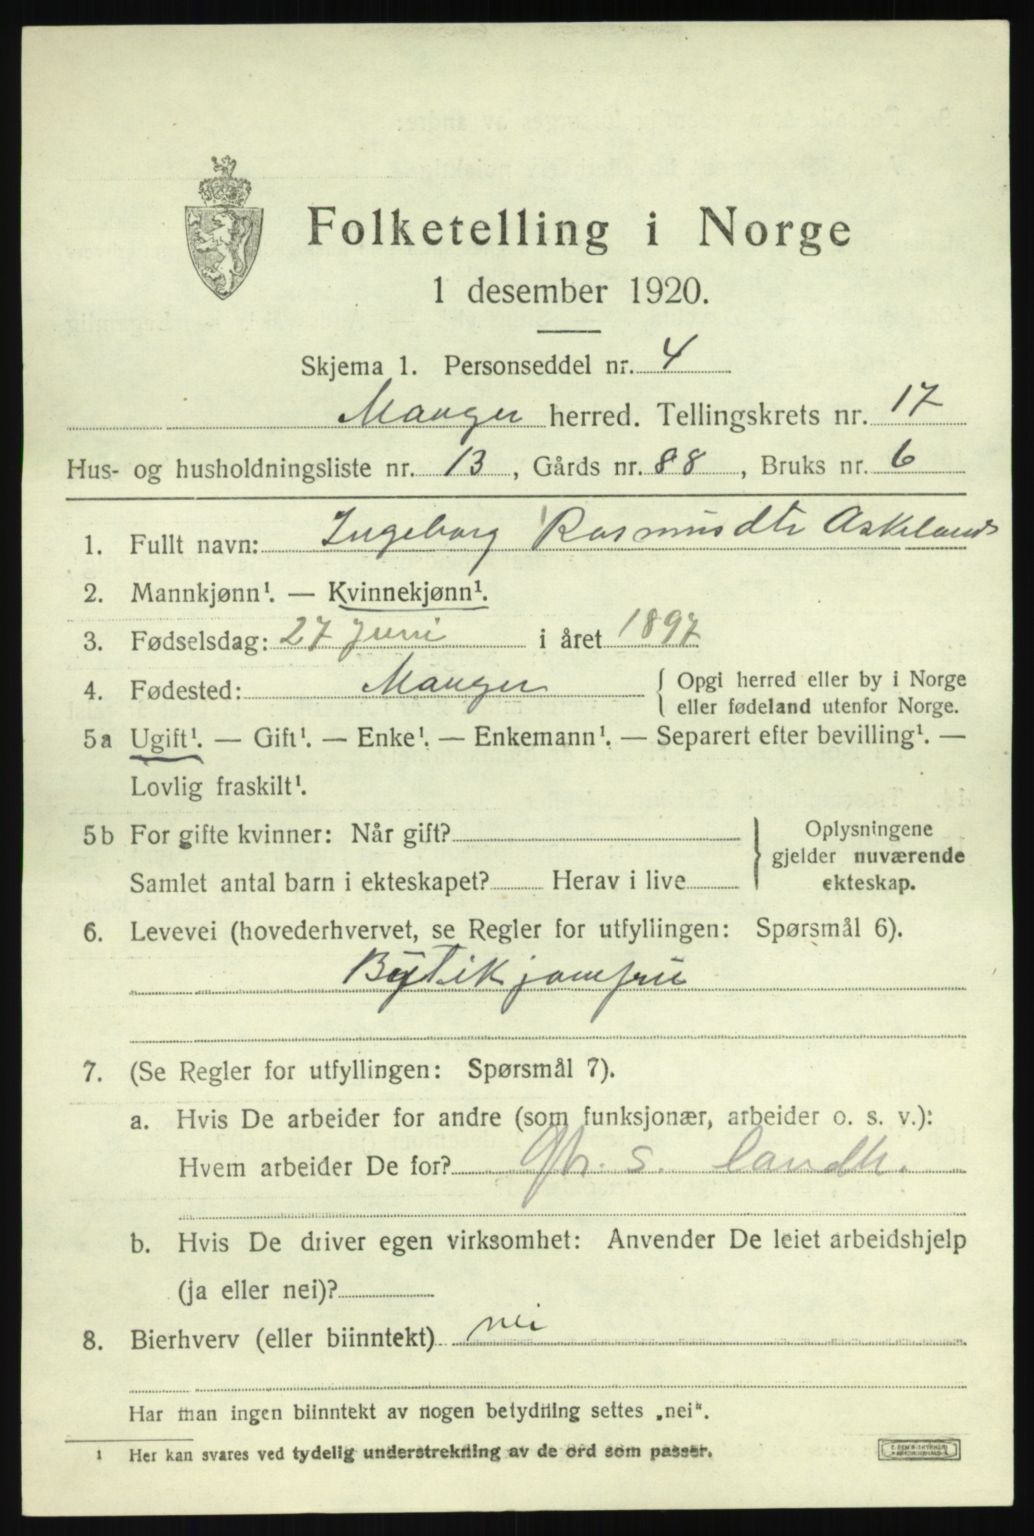 Folketelling i Norge
1 desember 1920.
Skjema 1. Personseddel nr. 4
Manger herred. Tellingskrets nr. 17
Hus- og husholdningsliste nr. 13, Gårds nr. 88, Bruks nr. 6
1. Fullt navn: Ingeborg Rasmusdtr Askeland
2. Mannkjønn¹. — Kvinnekjønn¹.
3. Fødselsdag: 27 juni i året 1897
4. Fødested: Manger { Opgi herred eller by i Norge
eller fødeland utenfor Norge.
5a Ugift¹. — Gift¹. — Enke¹. — Enkemann¹. — Separert efter bevilling¹. —
Lovlig fraskilt¹.
5b For gifte kvinner: Når gift? } Oplysningene
gjelder nuværende
Samlet antal barn i ekteskapet? Herav i live ekteskap.
6. Levevei (hovederhvervet, se Regler for utfyllingen: Spørsmål 6).
Butikjomfru
7. (Se Regler for utfyllingen: Spørsmål 7).
a. Hvis De arbeider for andre (som funksjonær, arbeider o. s. v.):
Hvem arbeider De for? s. landh.
b. Hvis De driver egen virksomhet: Anvender De leiet arbeidshjelp
(ja eller nei)?
8. Bierhverv (eller biinntekt) nei
Har man ingen biinntekt av nogen betydning settes „nei".
¹ Her kan svares ved tydelig understrekning av de ord som passer.